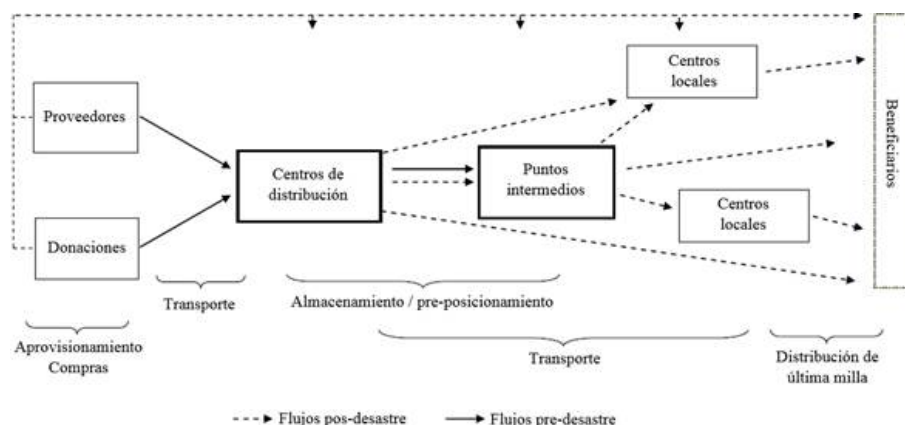 Proveedores
Donaciones
Centros de
distribución
Puntos
intermedios
Centros
locales
Centros
locales
Beneficiarios
Transporte
Almacenamiento / pre-posicionamiento
Aprovisionamiento
Compras
Transporte
Distribución de
última milla
Flujos pos-desastre
Flujos pre-desastre